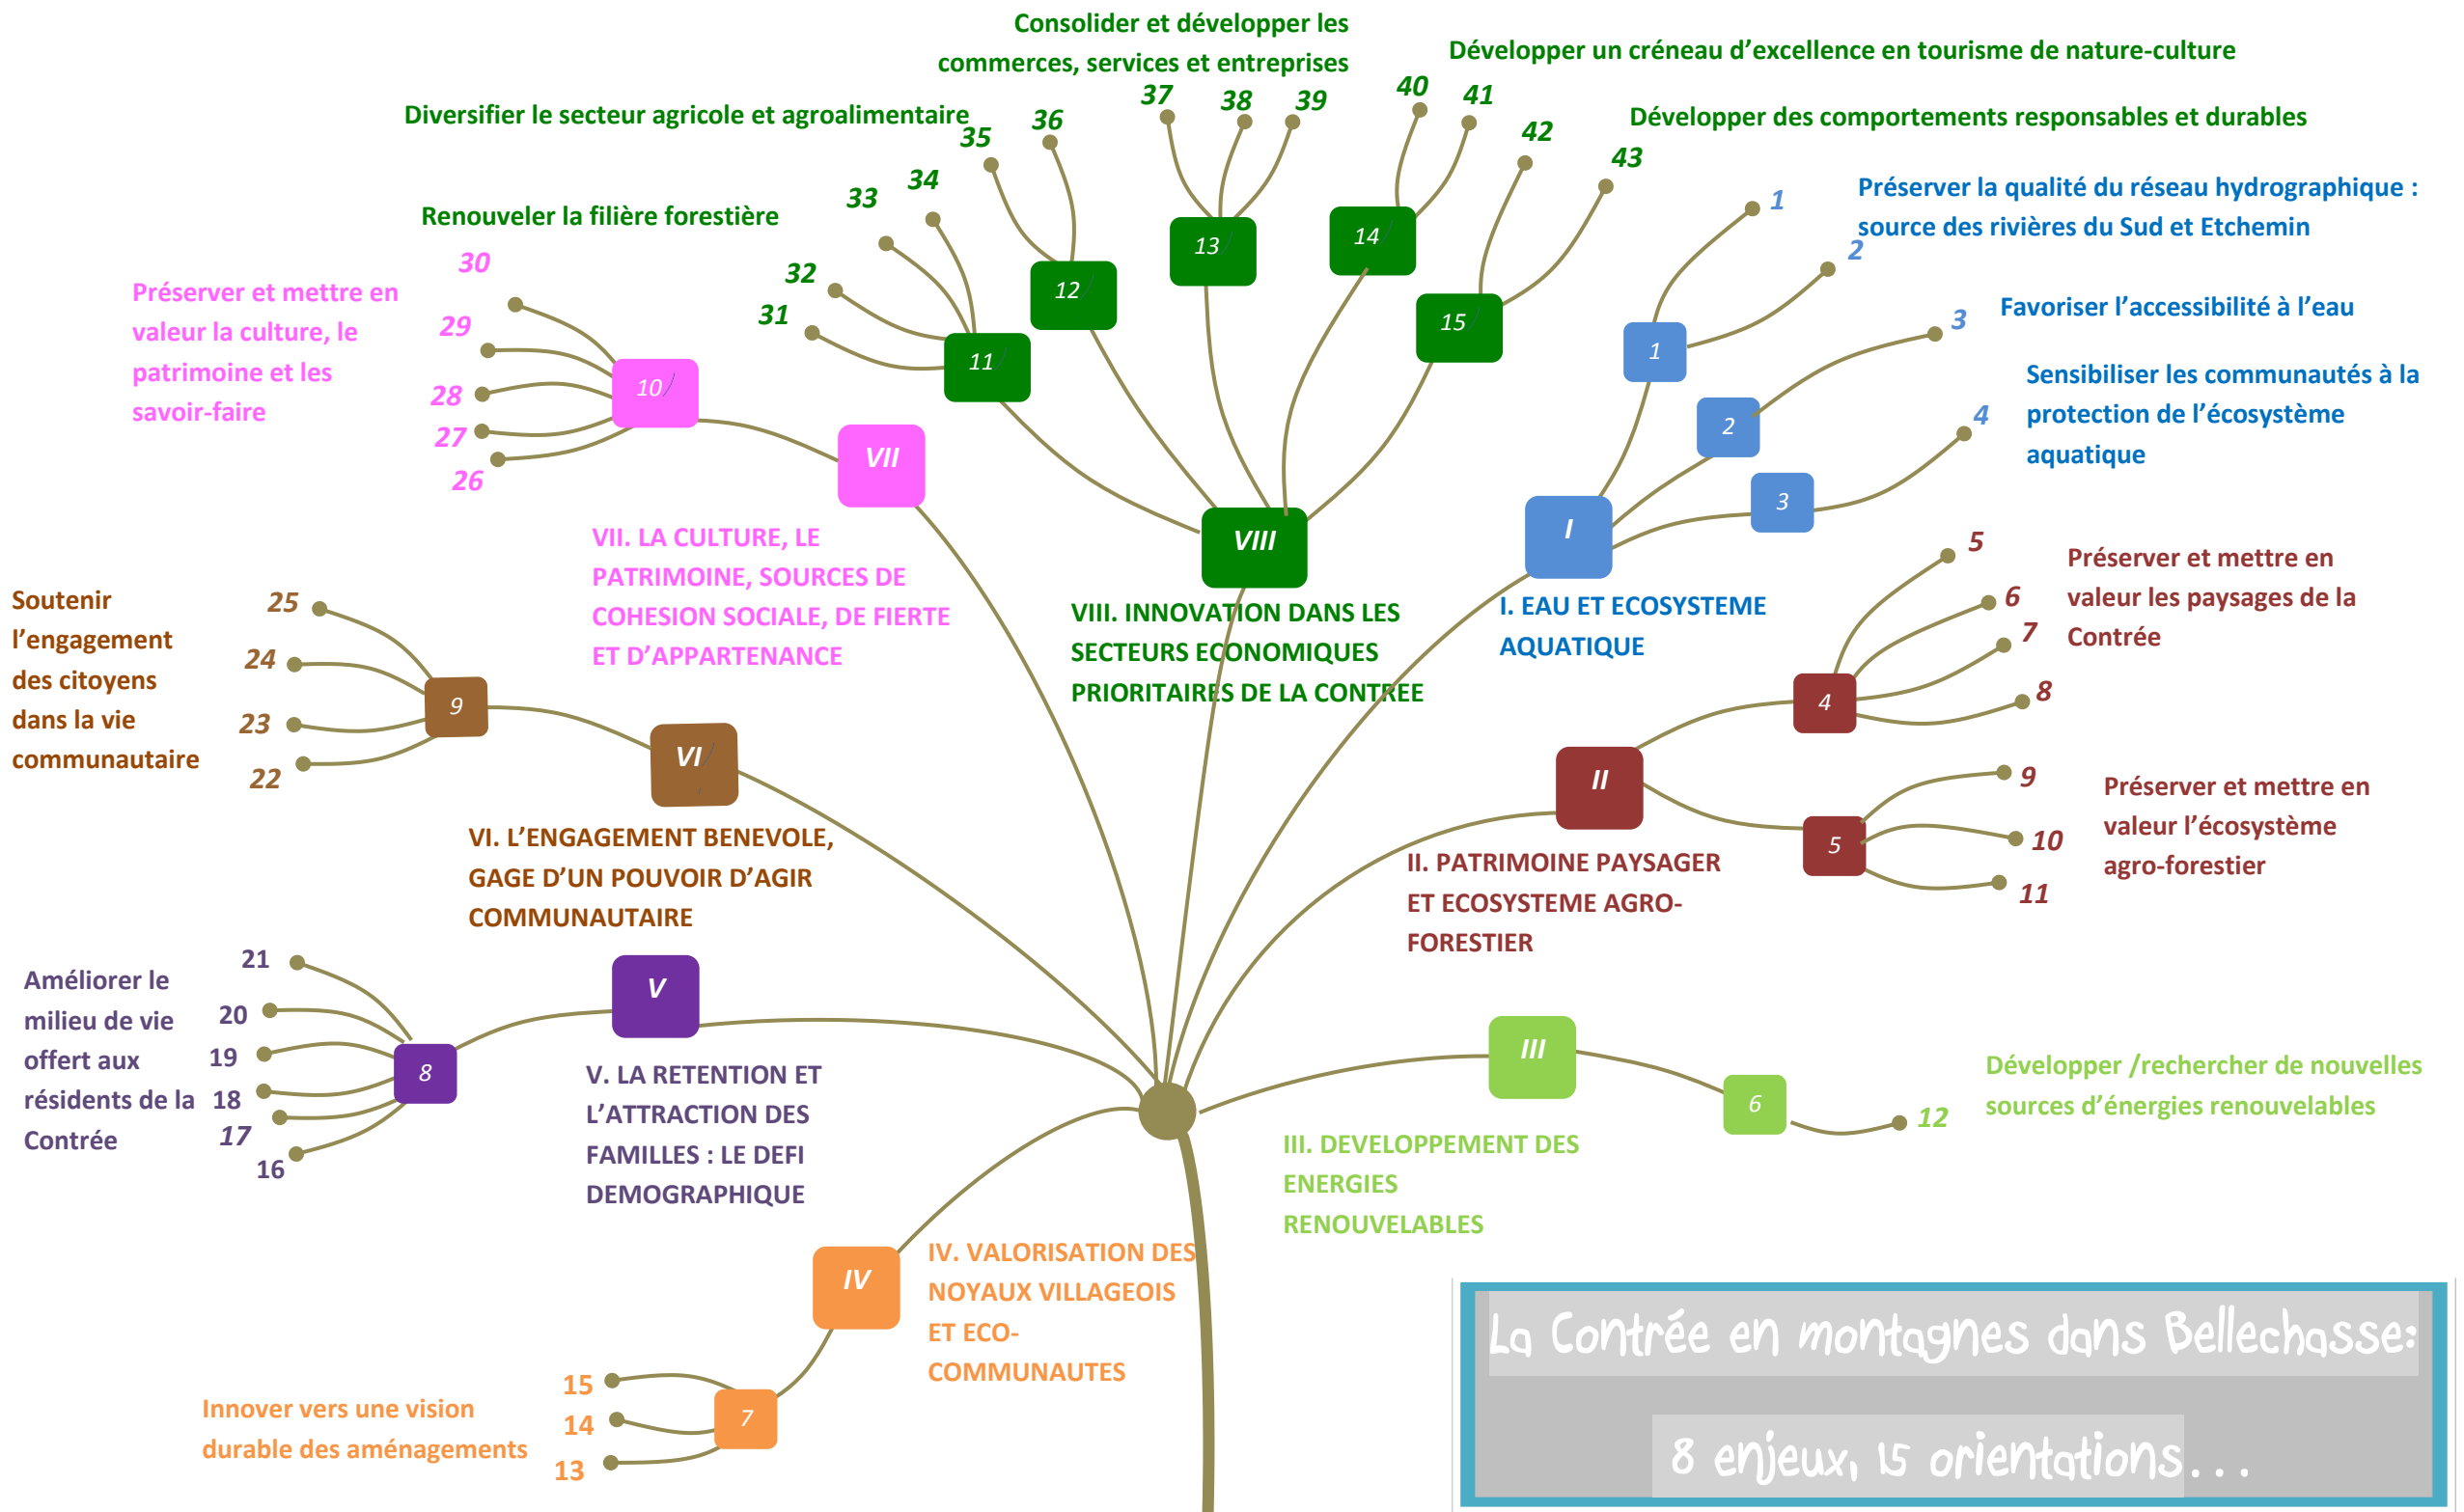 Consolider et développer les
commerces, services et entreprises
Développer un créneau d’excellence en tourisme de nature-culture
Diversifier le secteur agricole et agroalimentaire
Développer des comportements responsables et durables
Renouveler la filière forestière
37
38
39
40
41
42
43
35
36
33
34
32
31
13
14
12
15
11
Préserver la qualité du réseau hydrographique :
source des rivières du Sud et Etchemin
1
2
Favoriser l’accessibilité à l’eau
3
Sensibiliser les communautés à la
protection de l’écosystème
aquatique
4
1
2
3
I
I. EAU ET ECOSYSTEME
AQUATIQUE
Préserver et mettre en
valeur la culture, le
patrimoine et les
savoir-faire
30
29
28
27
26
10
VII
VII. LA CULTURE, LE
PATRIMOINE, SOURCES DE
COHESION SOCIALE, DE FIERTE
ET D’APPARTENANCE
VIII
VIII. INNOVATION DANS LES
SECTEURS ECONOMIQUES
PRIORITAIRES DE LA CONTREE
5
6
7
8
Préserver et mettre en
valeur les paysages de la
Contrée
4
II
9
10
11
5
Préserver et mettre en
valeur l’écosystème
agro-forestier
II. PATRIMOINE PAYSAGER
ET ECOSYSTEME AGRO-
FORESTIER
Soutenir
l’engagement
des citoyens
dans la vie
communautaire
25
24
23
22
9
VI
VI. L’ENGAGEMENT BENEVOLE,
GAGE D’UN POUVOIR D’AGIR
COMMUNAUTAIRE
Améliorer le
milieu de vie
offert aux
résidents de la
Contrée
21
20
19
18
17
16
8
V
V. LA RETENTION ET
L’ATTRACTION DES
FAMILLES : LE DEFI
DEMOGRAPHIQUE
III
6
12
Développer /rechercher de nouvelles
sources d’énergies renouvelables
III. DEVELOPPEMENT DES
ENERGIES
RENOUVELABLES
IV
IV. VALORISATION DES
NOYAUX VILLAGEOIS
ET ECO-
COMMUNAUTES
15
14
13
7
Innover vers une vision
durable des aménagements
La Contrée en montagnes dans Bellechasse:
8 enjeux, 15 orientations...